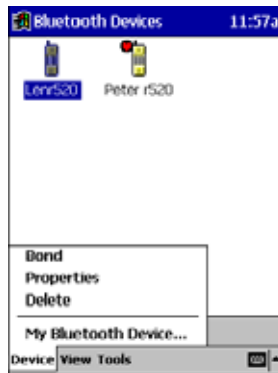 Bluetooth Devices 11:57a
Lenr520 Peter r520
Bond
Properties
Delete
My Bluetooth Device...
Device View Tools